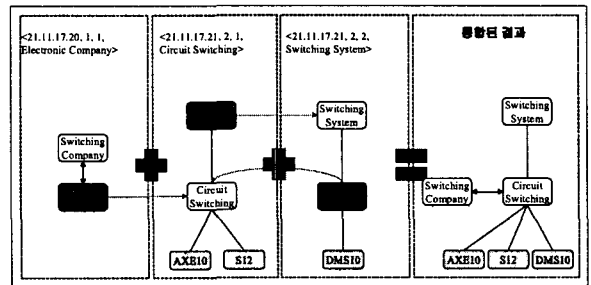 <21.11.17.20, 1, 1,
Electronic Company>
Switching
Company
<21.11.17.21, 2, 1,
Circuit Switching>
Circuit
Switching
AXE10
S12
<21.11.17.21, 2, 2,
Switching System>
Switching
System
DMS10
통합된 결과
Switching
System
Switching
Company
Circuit
Switching
AXE10
S12
DMS10